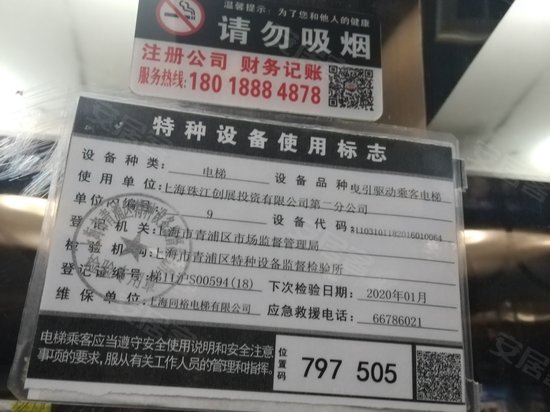 温馨提示：为了您和他人的健康
请勿吸烟
注册公司 财务记账
服务热线: 180 1888 4878
特种设备使用标志
设备种类： 电梯 设备品种 曳引驱动乘客电梯
使用单位：上海珠江创展投资有限公司第一分公司
单位编号： 9 设备代码：
登记机关：上海市青浦区市场监督管理局
检验机构：上海市青浦区特种设备监督检验所
登记证编号：梯11沪S00594(18) 下次检验日期： 2020年01月
维保单位：上海同裕电梯有限公司 应急救援电话： 66786021
电梯乘客应当遵守安全使用说明和安全注意
事项的要求，服从有关工作人员的管理和指挥。
位置码
797 505